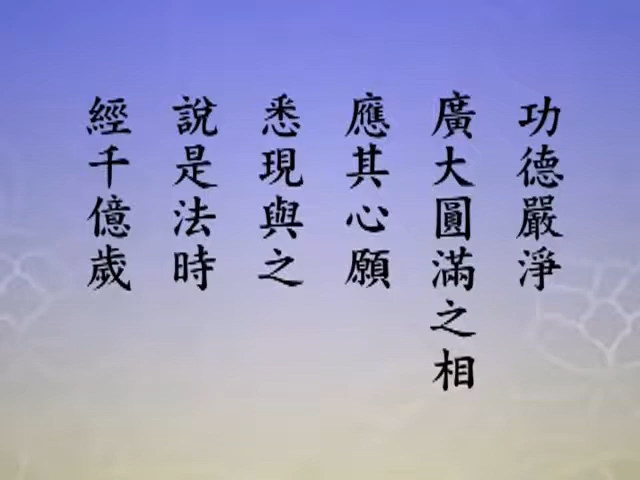 功德嚴淨
廣大圓滿之相
應其心願
悉現與之
說是法時
經千億歲